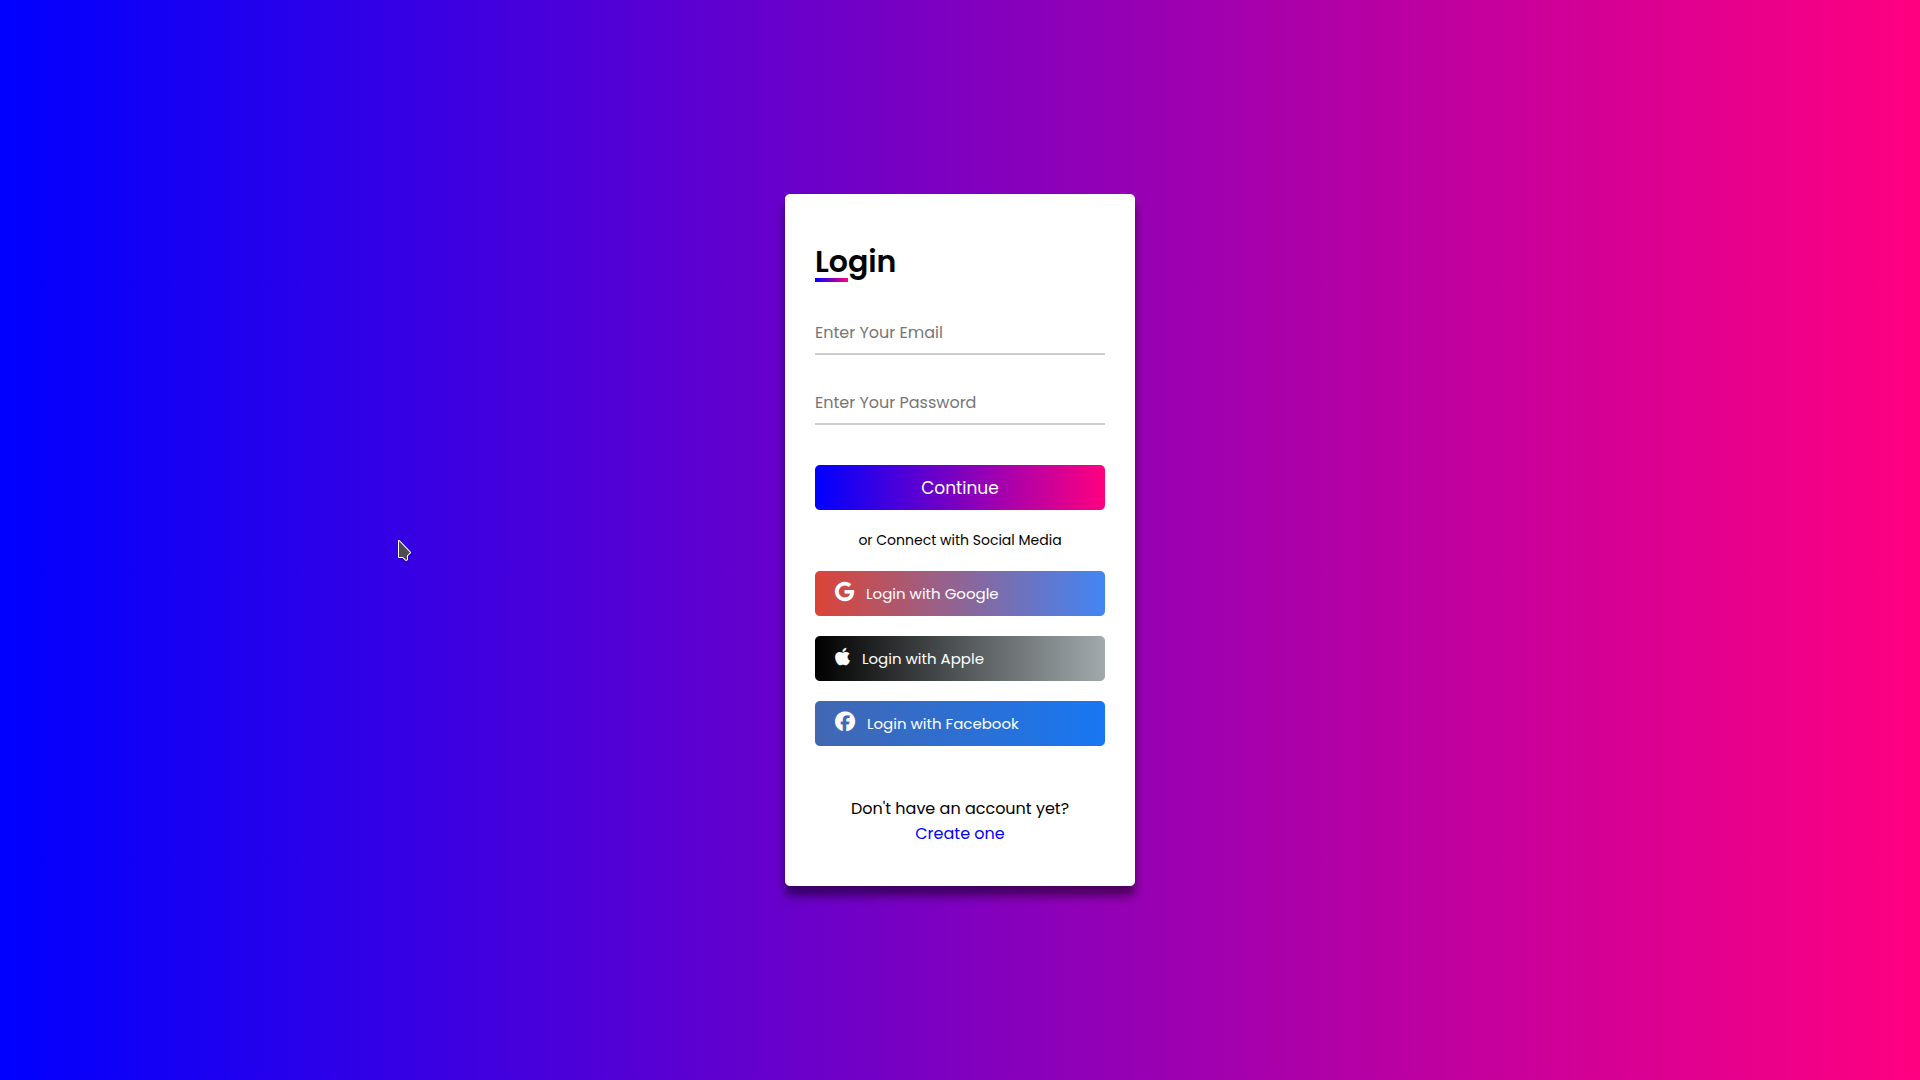 Login
Enter Your Email
Enter Your Password
Continue
or Connect with Social Media
Login with Google
Login with Apple
Login with Facebook
Don't have an account yet?
Create one